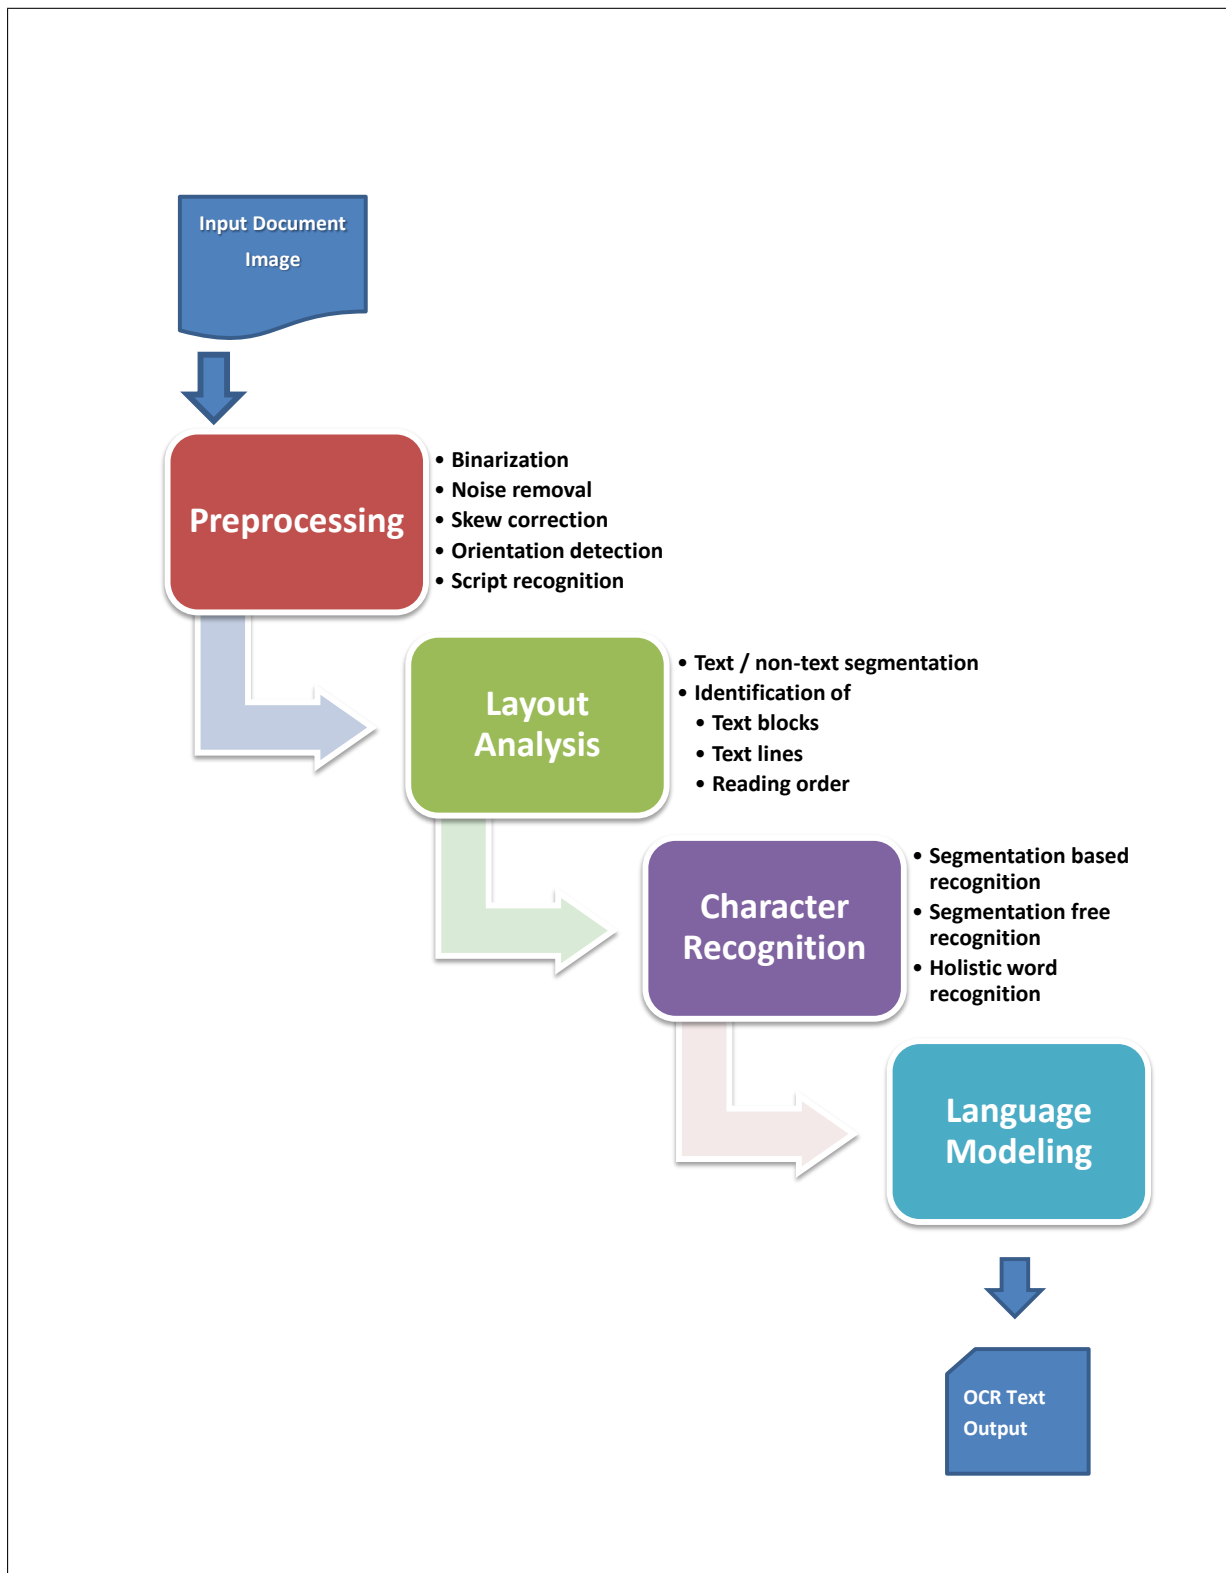 Input Document
Image
Preprocessing
• Binarization
• Noise removal
• Skew correction
• Orientation detection
• Script recognition
Layout
Analysis
• Text / non-text segmentation
• Identification of
• Text blocks
• Text lines
• Reading order
Character
Recognition
• Segmentation based
recognition
• Segmentation free
recognition
• Holistic word
recognition
Language
Modeling
OCR Text
Output